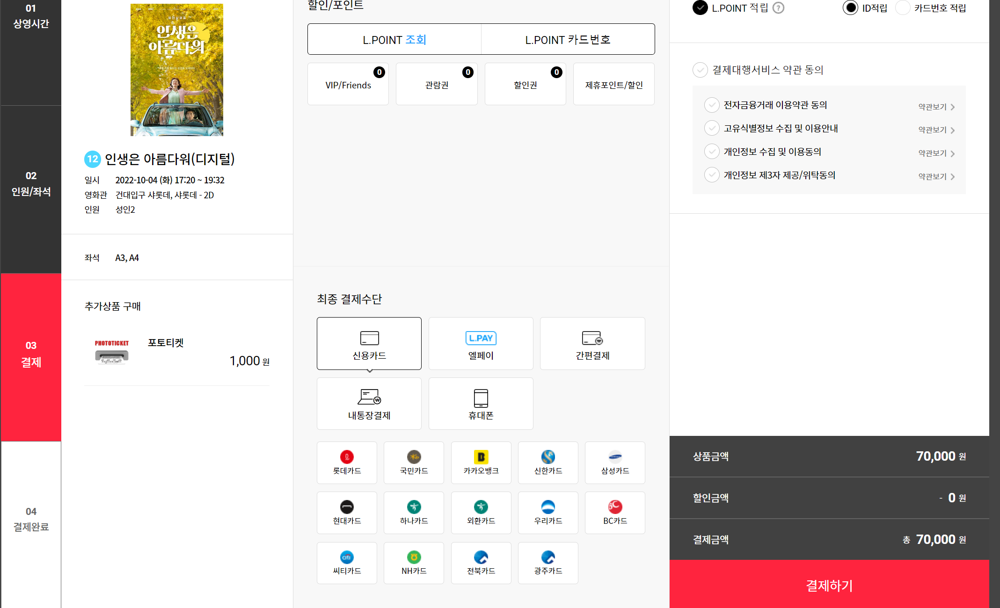 01
상영시간
02
인원/좌석
03
결제
04
결제완료
절찬상영중
인생은
아름다워
12 인생은 아름다워(디지털)
일시 2022-10-04 (화) 17:20 ~ 19:32
영화관 건대입구 샤롯데, 샤롯데 - 2D
인원 성인2
좌석 A3, A4
추가상품 구매
PHOTOTICKET
포토티켓
1,000 원
할인/포인트
L.POINT 조회
L.POINT 카드번호
0
VIP/Friends
0
관람권
0
할인권
제휴포인트/할인
최종 결제수단
신용카드
L.PAY
엘페이
간편결제
내통장결제
휴대폰
롯데카드
국민카드
카카오뱅크
신한카드
삼성카드
현대카드
하나카드
외환카드
우리카드
BC카드
citi
씨티카드
NH카드
전북카드
광주카드
L.POINT 적립 ?
ID적립
카드번호 적립
결제대행서비스 약관 동의
전자금융거래 이용약관 동의 약관보기
고유식별정보 수집 및 이용안내 약관보기
개인정보 수집 및 이용동의 약관보기
개인정보 제3자 제공/위탁동의 약관보기
상품금액 70,000 원
할인금액 - 0 원
결제금액 총 70,000 원
결제하기